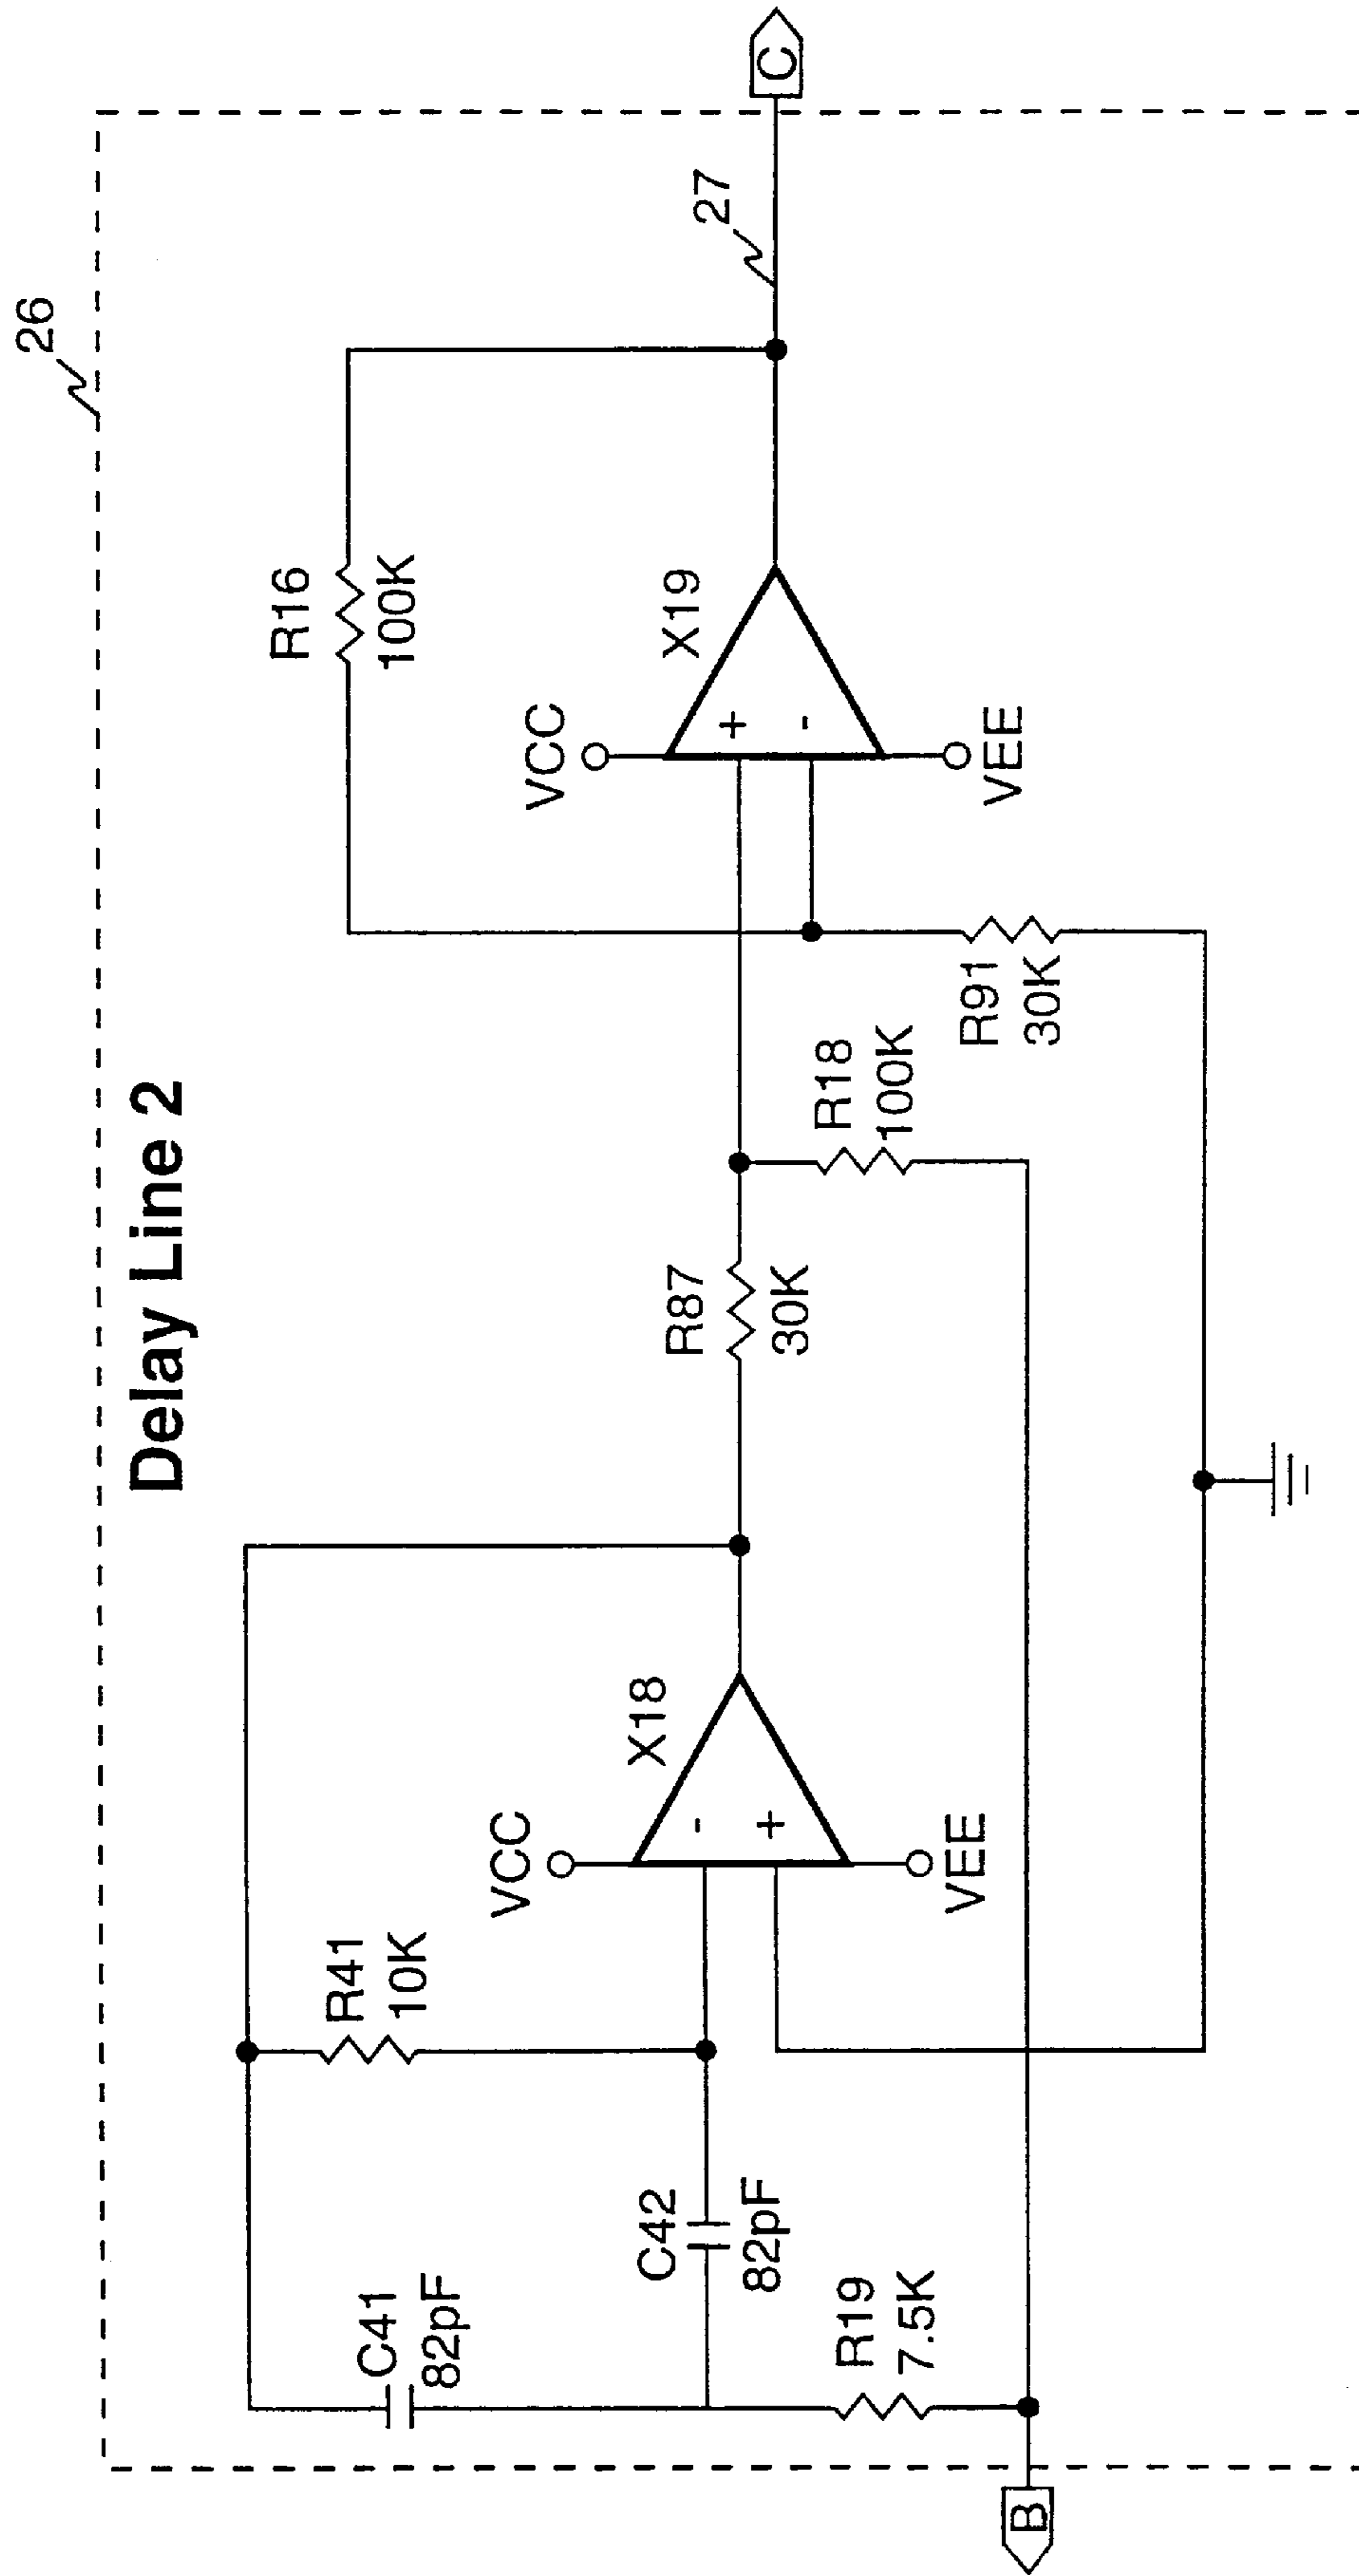 26
Delay Line 2
C41
82pF
R41
10K
R16
100K
27
C42
82pF
VCC
X18
-
+
VEE
R87
30K
VCC
X19
+
-
VEE
R19
7.5K
R18
100K
R91
30K
B
C